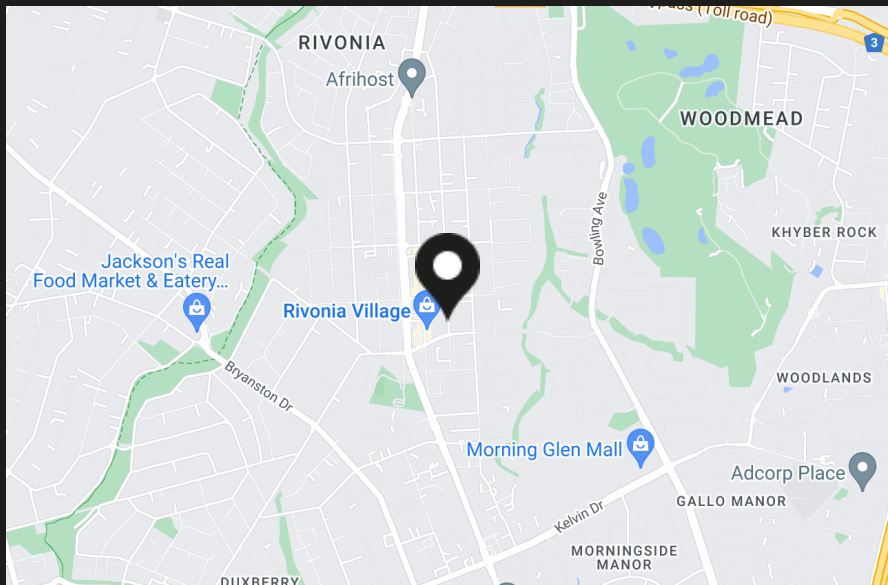 (Toll road)
3
RIVONIA
Afrihost
WOODMEAD
Bowling Ave
KHYBER ROCK
Jackson's Real
Food Market & Eatery...
Rivonia Village
Bryanston Dr
WOODLANDS
Morning Glen Mall
Adcorp Place
GALLO MANOR
Kelvin Dr
MORNINGSIDE
MANOR
DUXBERRY